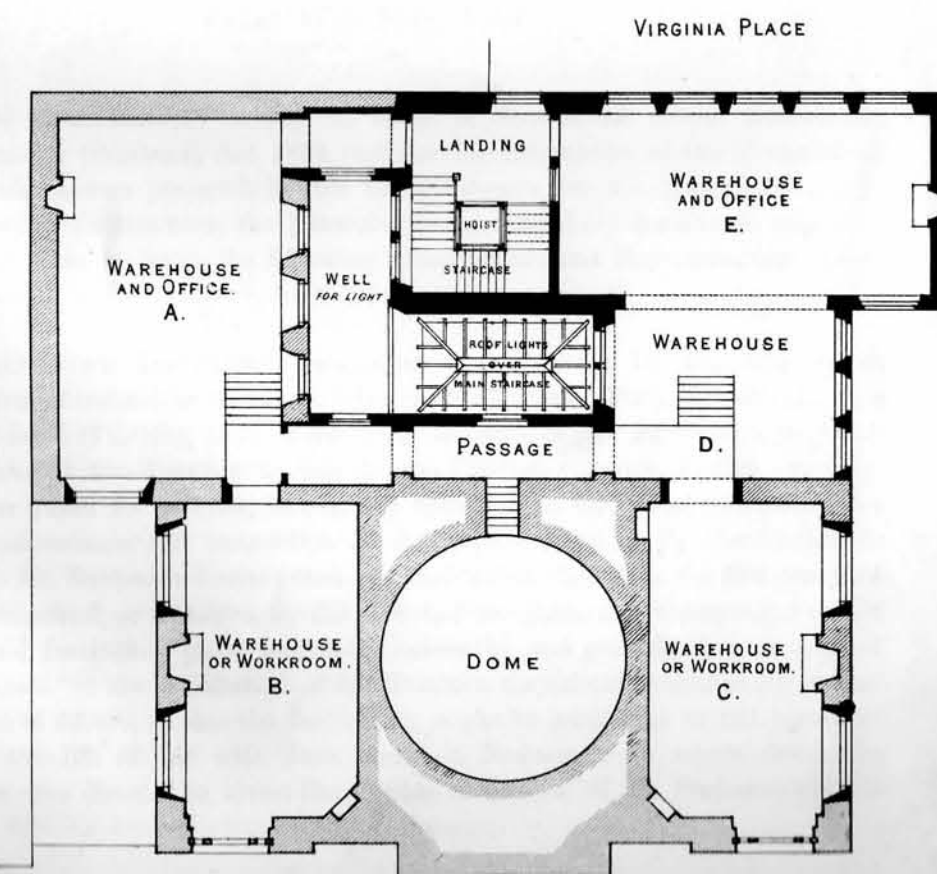 VIRGINIA PLACE
LANDING
HOIST
STAIRCASE
WAREHOUSE
AND OFFICE
E.
WAREHOUSE
AND OFFICE.
A.
WELL
FOR LIGHT
ROOF LIGHTS
OVER
MAIN STAIRCASE
WAREHOUSE
D.
PASSAGE
WAREHOUSE
OR WORKROOM.
B.
DOME
WAREHOUSE
OR WORKROOM.
C.